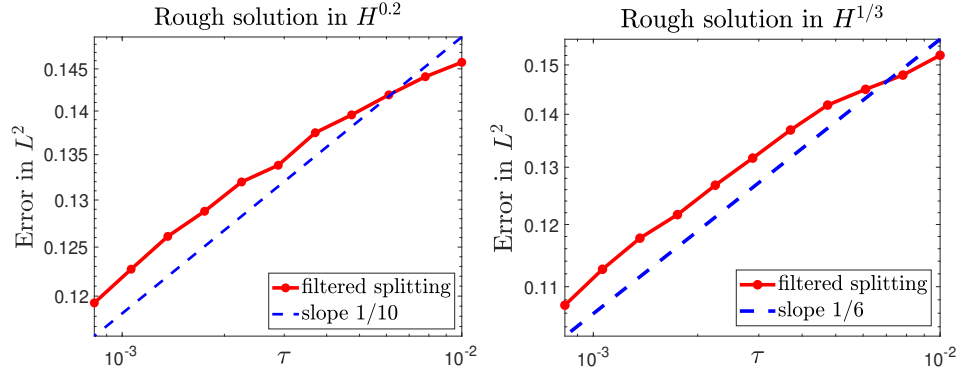 Rough solution in H^{0.2}
Error in L^2
0.145
0.14
0.135
0.13
0.125
0.12
filtered splitting
slope 1/10
10^{-3}
τ
10^{-2}
Rough solution in H^{1/3}
Error in L^2
0.15
0.14
0.13
0.12
0.11
filtered splitting
slope 1/6
10^{-3}
τ
10^{-2}